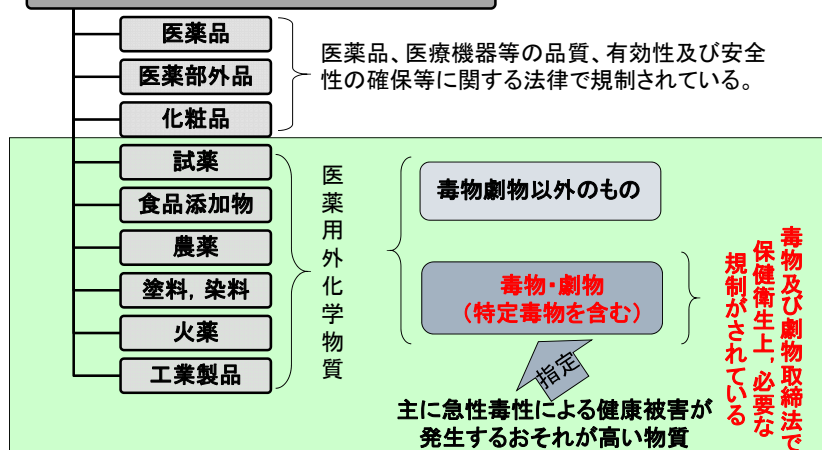 医薬品
医薬部外品
化粧品
医薬品、医療機器等の品質、有効性及び安全
性の確保等に関する法律で規制されている。
試薬
食品添加物
農薬
塗料，染料
火薬
工業製品
医薬用外化学物質
毒物劇物以外のもの
毒物・劇物
（特定毒物を含む）
指定
主に急性毒性による健康被害が
発生するおそれが高い物質
毒物及び劇物取締法で
保健衛生上，必要な
規制がされている